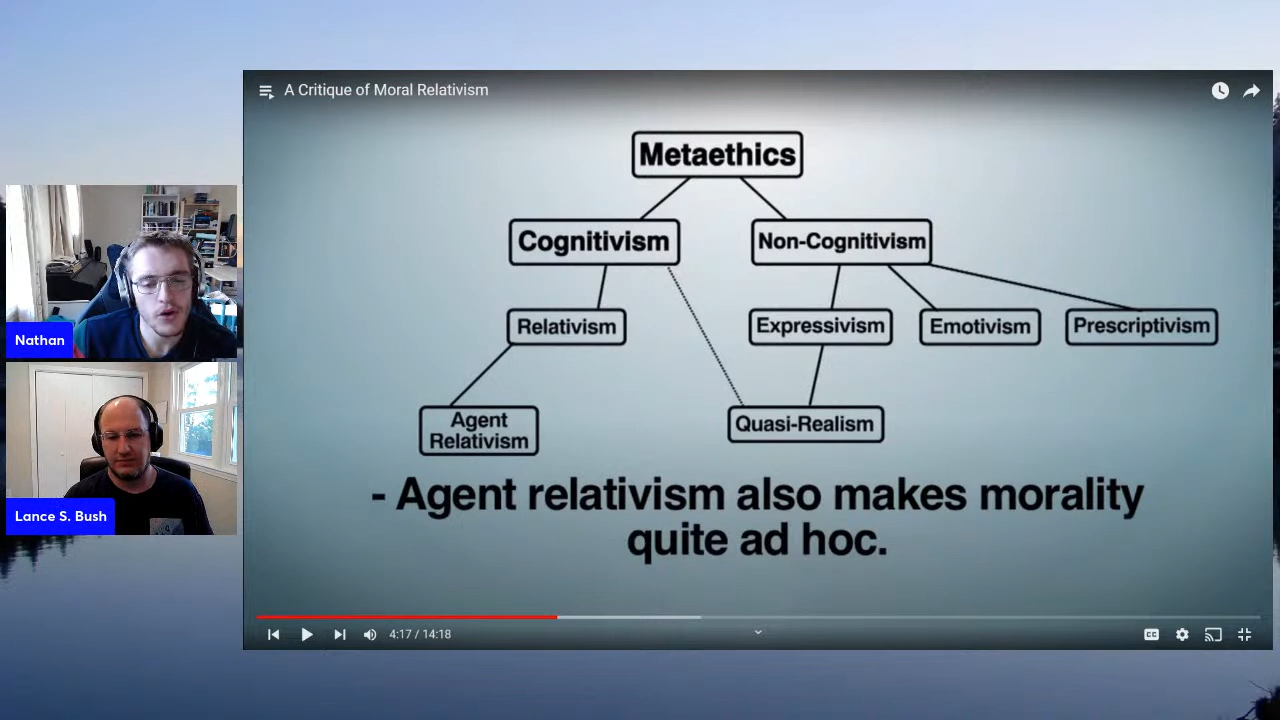 A Critique of Moral Relativism
Metaethics
Cognitivism
Non-Cognitivism
Relativism
Expressivism
Emotivism
Prescriptivism
Agent
Relativism
Quasi-Realism
- Agent relativism also makes morality
quite ad hoc.
4:17 / 14:18
CC
Nathan
Lance S. Bush